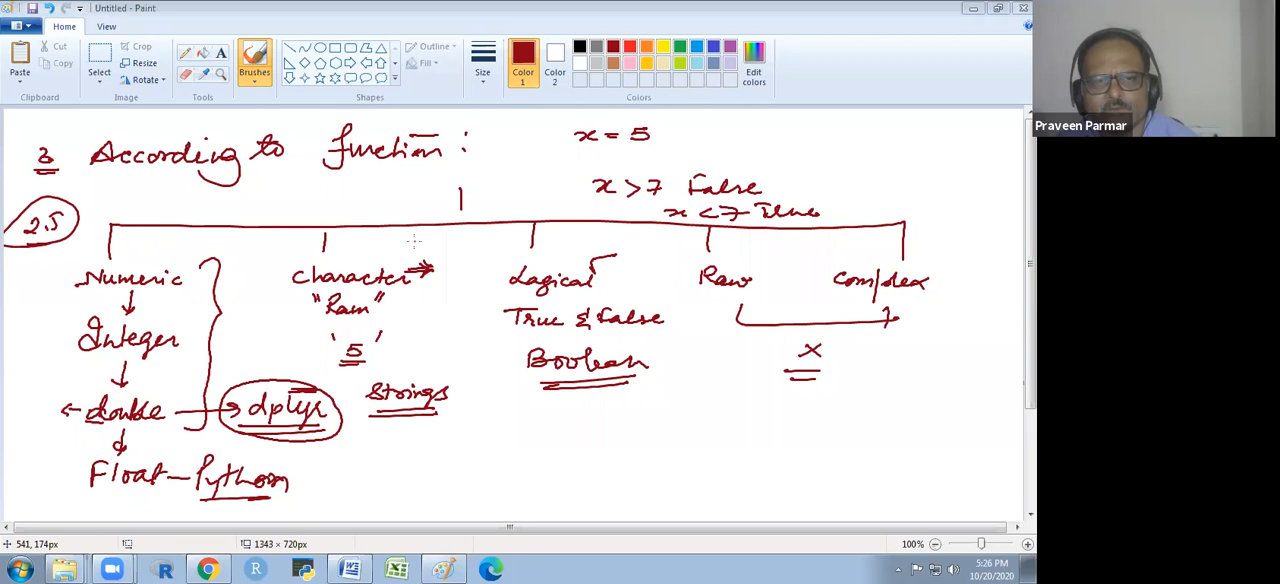 Untitled - Paint
Home View
Paste
Cut
Copy
Clipboard
Select
Crop
Resize
Rotate
Image
Tools
Brushes
Shapes
Outline
Fill
Size
Color 1
Color 2
Edit colors
Colors
Praveen Parmar
3 According to function :
x = 5
x > 7 False
x < 7 True
2.5
Numeric
Integer
double
Float - Python
dplyr
Character
"Ram"
'5'
Strings
Logical
True & False
Boolean
Raw
Complex
x
541, 174px
1343 × 720px
100%
5:26 PM
10/20/2020